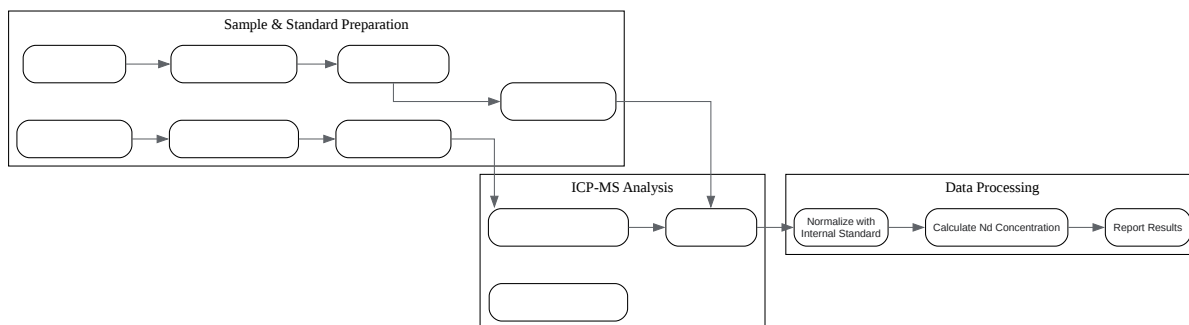 Sample & Standard Preparation
ICP-MS Analysis
Data Processing
Normalize with
Internal Standard
Calculate Nd Concentration
Report Results